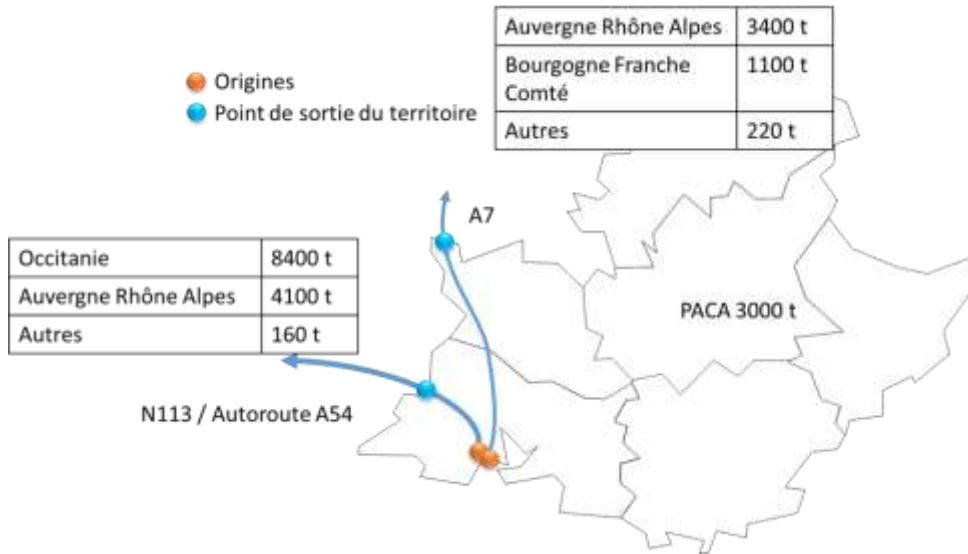 Auvergne Rhône Alpes 3400 t
Bourgogne Franche 1100 t
Comté
Autres 220 t
Origines
Point de sortie du territoire
A7
Occitanie 8400 t
Auvergne Rhône Alpes 4100 t
Autres 160 t
PACA 3000 t
N113 / Autoroute A54